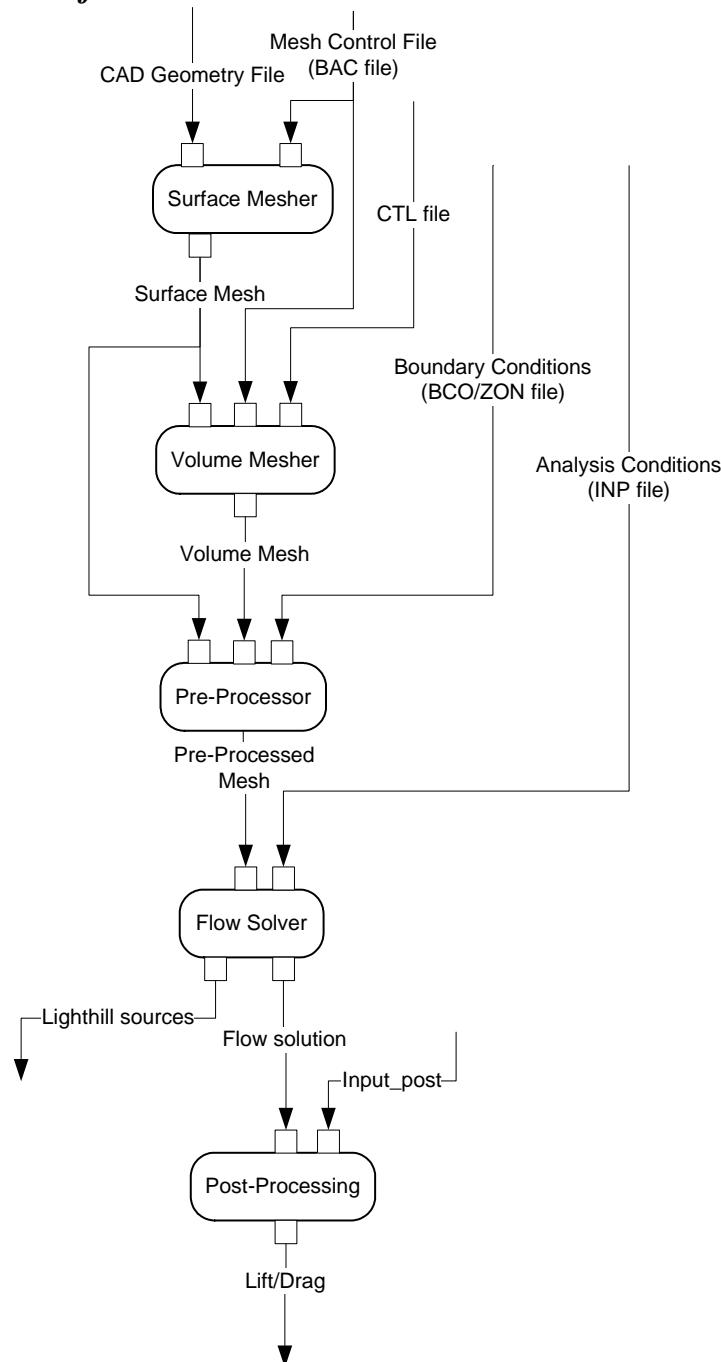 Mesh Control File
(BAC file)
CAD Geometry File
Surface Mesher
CTL file
Surface Mesh
Boundary Conditions
(BCO/ZON file)
Volume Mesher
Analysis Conditions
(INP file)
Volume Mesh
Pre-Processor
Pre-Processed
Mesh
Flow Solver
Lighthill sources
Flow solution
Input_post
Post-Processing
Lift/Drag